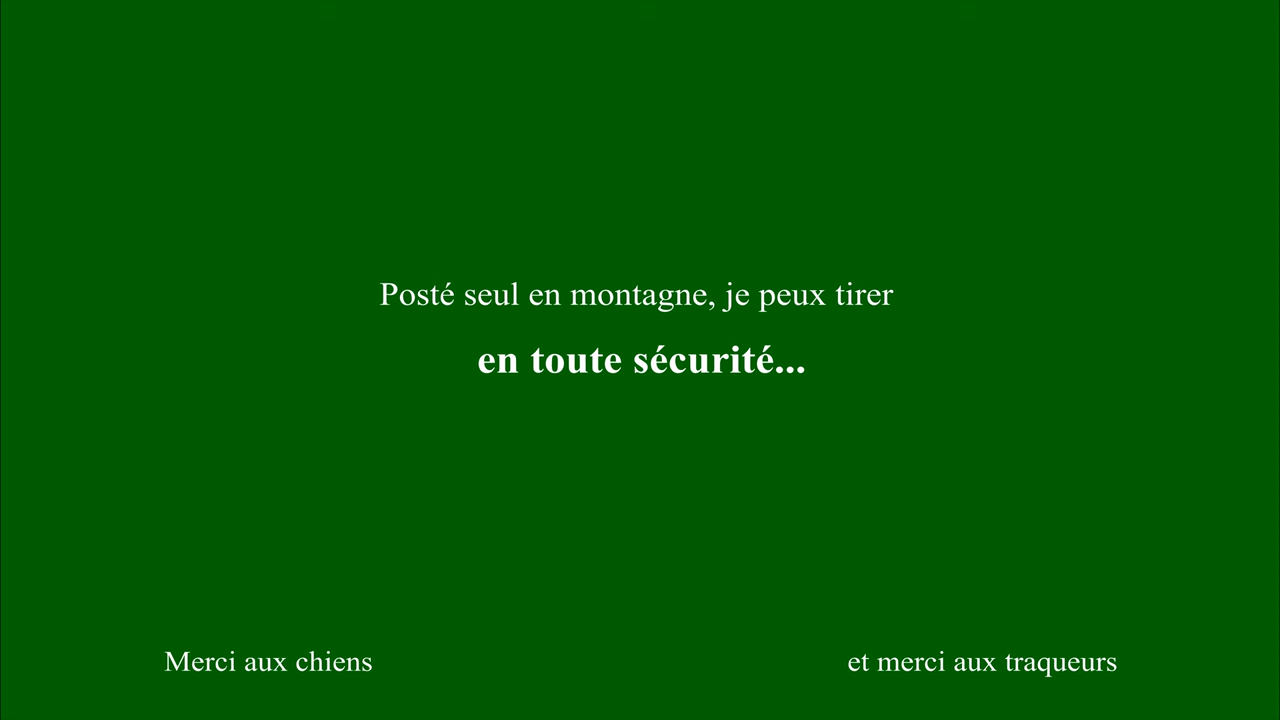 Posté seul en montagne, je peux tirer
en toute sécurité...
Merci aux chiens
et merci aux traqueurs